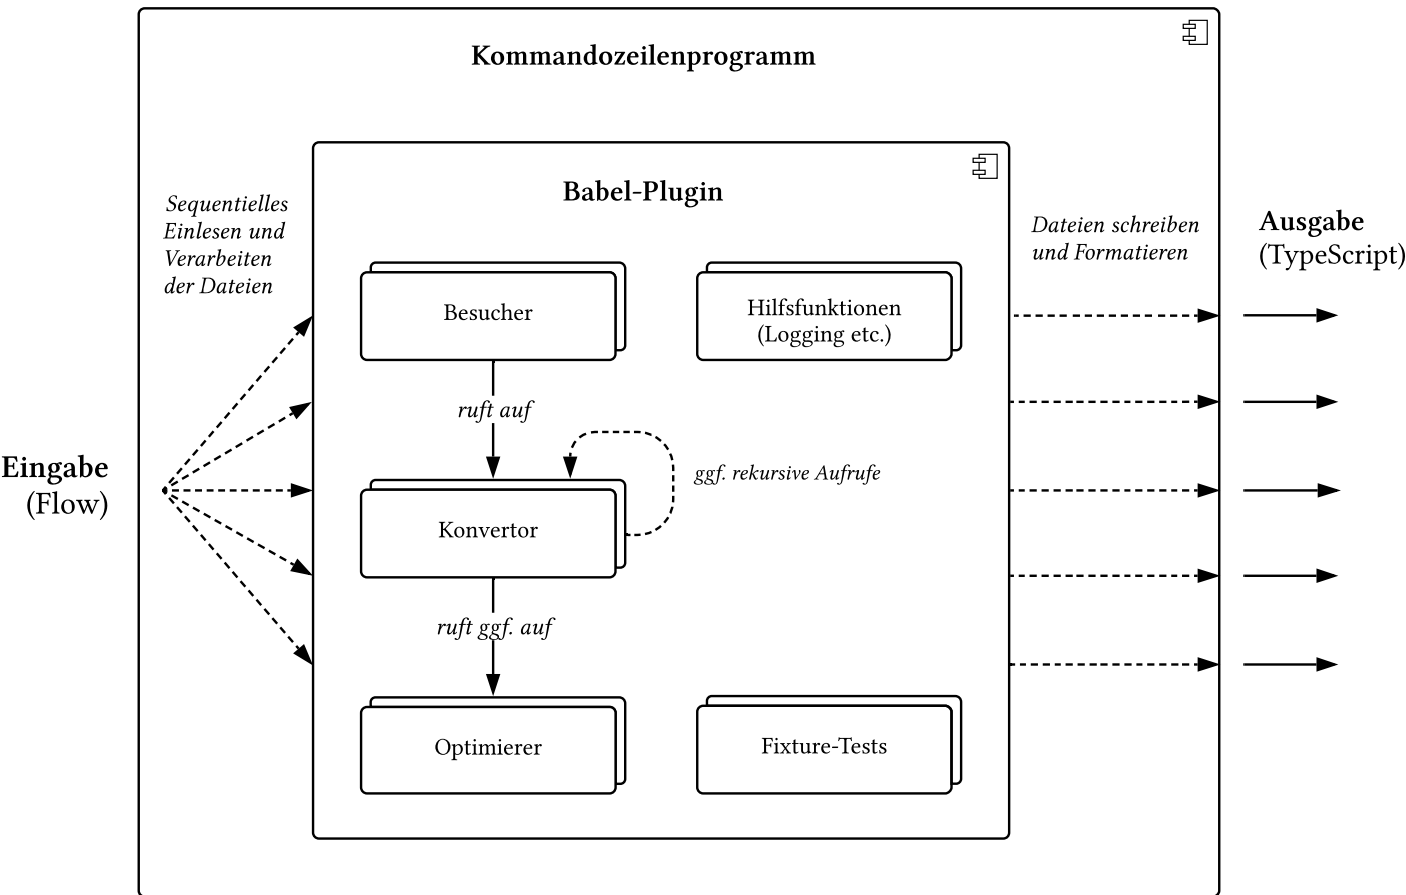 Kommandozeilenprogramm
Babel-Plugin
Sequentielles
Einlesen und
Verarbeiten
der Dateien
Dateien schreiben
und Formatieren
Ausgabe
(TypeScript)
Besucher
Hilfsfunktionen
(Logging etc.)
ruft auf
Eingabe
(Flow)
ggf. rekursive Aufrufe
Konvertor
ruft ggf. auf
Optimierer
Fixture-Tests